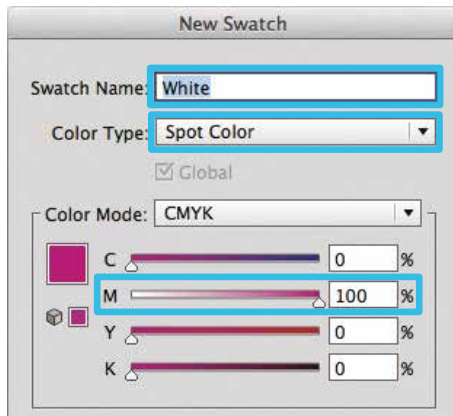 New Swatch
Swatch Name: White
Color Type: Spot Color
Global
Color Mode: CMYK
C 0 %
M 100 %
Y 0 %
K 0 %